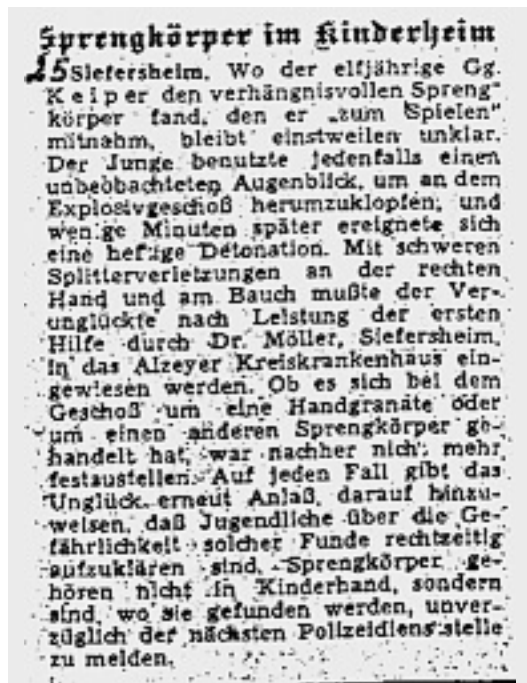 Sprengkörper im Kinderheim
25 Siefersheim. Wo der elfjährige Gg.
Keiper den verhängnisvollen Spreng-
körper fand, den er „zum Spielen"
mitnahm, bleibt einstweilen unklar.
Der Junge benutzte jedenfalls einen
unbeobachteten Augenblick, um an dem
Explosivgeschoß herumzuklopfen, und
wenige Minuten später ereignete sich
eine heftige Detonation. Mit schweren
Splitterverletzungen an der rechten
Hand und am Bauch mußte der Ver-
unglückte nach Leistung der ersten
Hilfe durch Dr. Möller, Siefersheim,
in das Alzeyer Kreiskrankenhaus ein-
gewiesen werden. Ob es sich bei dem
Geschoß um eine Handgranate oder
um einen anderen Sprengkörper ge-
handelt hat, war nachher nich. mehr
festaustellen. Auf jeden Fall gibt das
Unglück erneut Anlaß, darauf hinzu-
weisen, daß Jugendliche über die Ge-
fährlichkeit solcher Funde rechtzeitig
aufzuklären sind. Sprengkörper ge-
hören nicht in Kinderhand, sondern
sind, wo sie gefunden werden, unver-
züglich der nächsten Polizeidienststelle
zu melden.